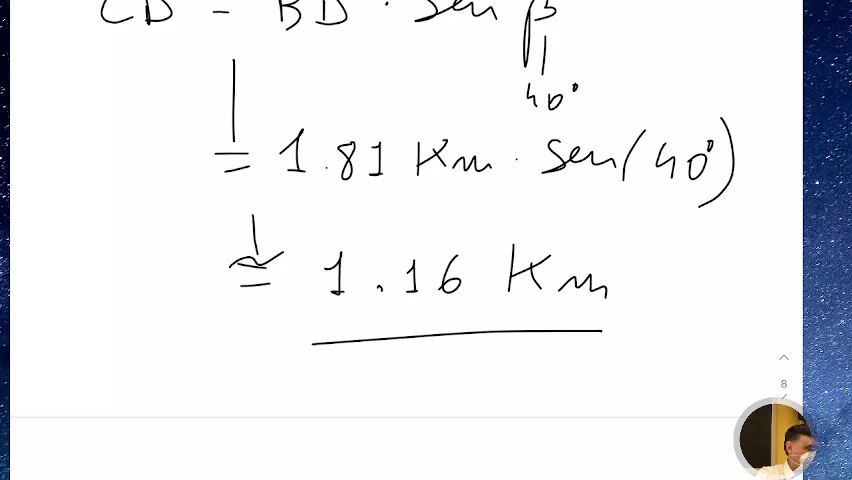 CD = BD · sen β
40°
= 1.81 Km · sen(40°)
≃ 1.16 Km
8